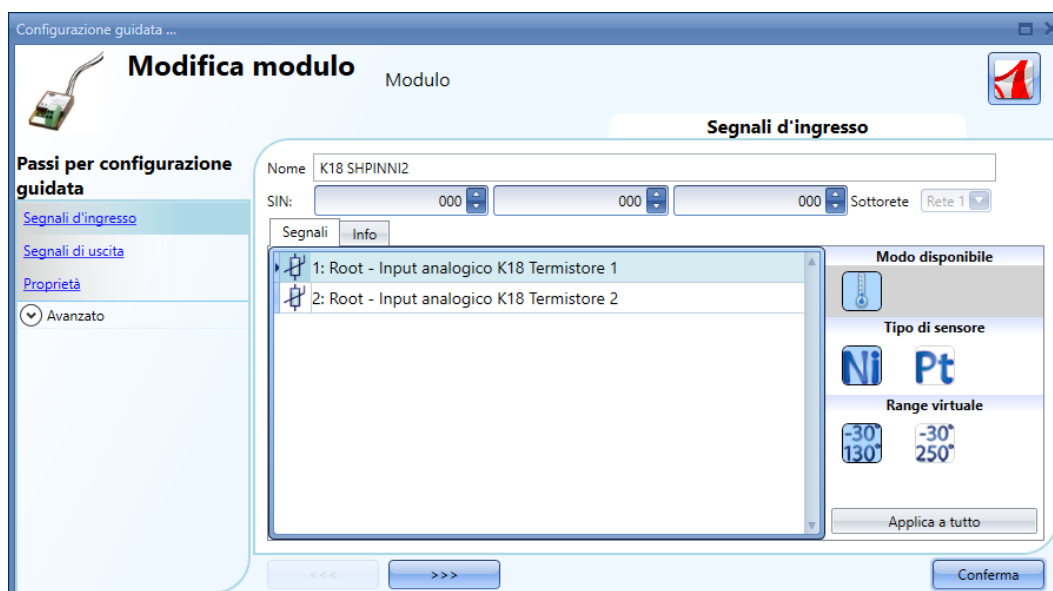 Configurazione guidata ...
Modifica modulo
Modulo
Segnali d'ingresso
Passi per configurazione
guidata
Segnali d'ingresso
Segnali di uscita
Proprietà
Avanzato
Nome K18 SHPINNI2
SIN: 000 000 000 Sottorete Rete 1
Segnali Info
1: Root - Input analogico K18 Termistore 1
2: Root - Input analogico K18 Termistore 2
Modo disponibile
Tipo di sensore
Ni Pt
Range virtuale
-30° -30°
130° 250°
Applica a tutto
<<< >>> Conferma